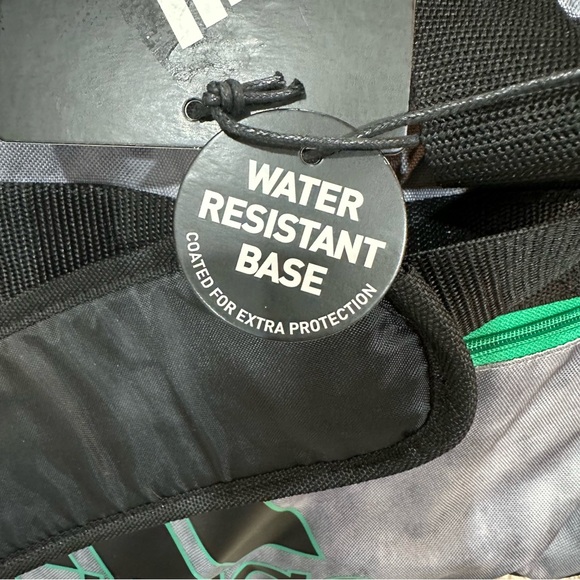 WATER
RESISTANT
BASE
COATED FOR EXTRA PROTECTION